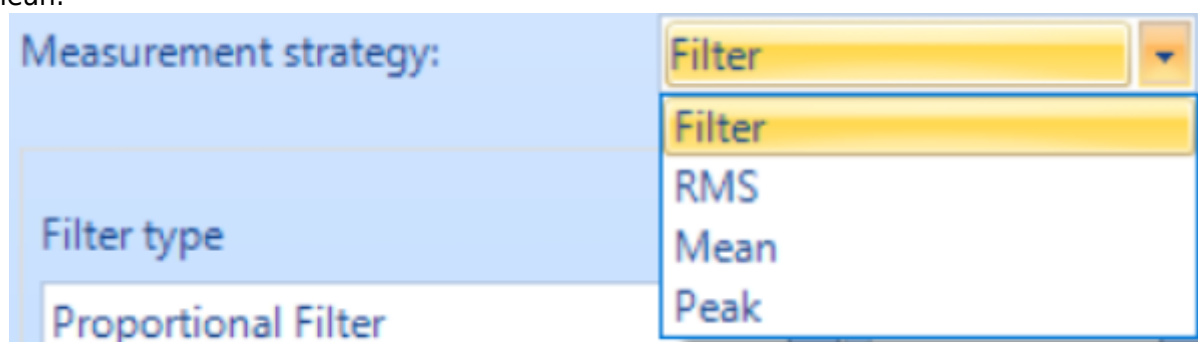 Measurement strategy: Filter
Filter
RMS
Filter type
Mean
Proportional Filter
Peak